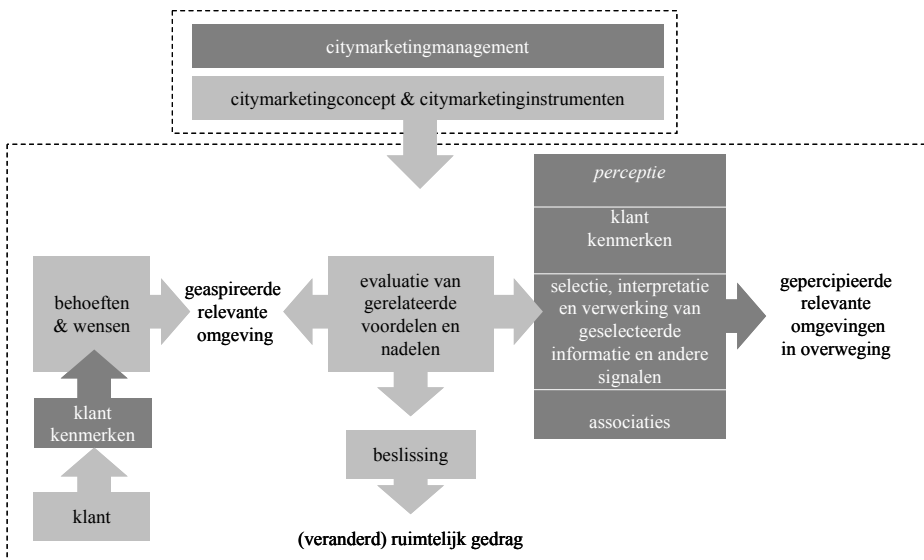 citymarketingmanagement
citymarketingconcept & citymarketinginstrumenten
behoeften
& wensen
klant
kenmerken
klant
geaspireerde
relevante
omgeving
evaluatie van
gerelateerde
voordelen en
nadelen
beslissing
(veranderd) ruimtelijk gedrag
perceptie
klant
kenmerken
selectie, interpretatie
en verwerking van
geselecteerde
informatie en andere
signalen
associaties
gepercipieerde
relevante
omgevingen
in overweging